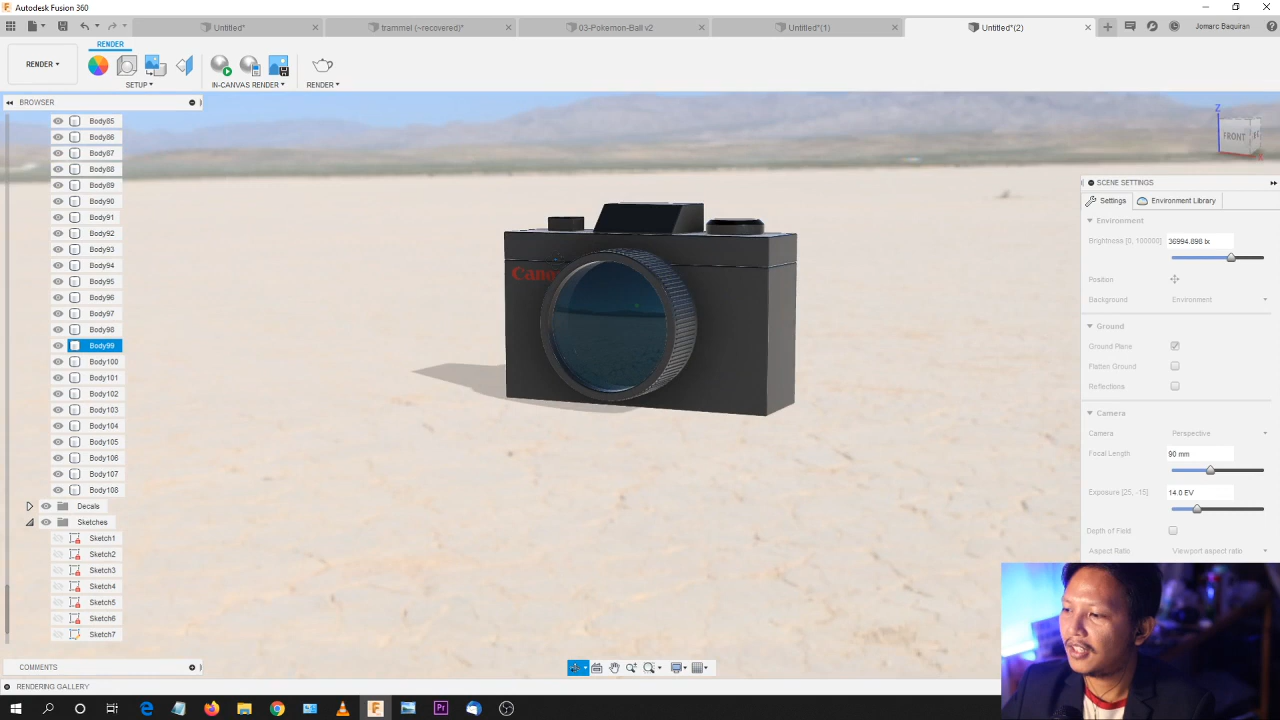 Autodesk Fusion 360
Untitled*
trammel (~recovered)*
03-Pokemon-Ball v2
Untitled*(1)
Untitled*(2)
Jomarc Baquiran
RENDER
RENDER
SETUP
IN-CANVAS RENDER
RENDER
BROWSER
Body85
Body86
Body87
Body88
Body89
Body90
Body91
Body92
Body93
Body94
Body95
Body96
Body97
Body98
Body99
Body100
Body101
Body102
Body103
Body104
Body105
Body106
Body107
Body108
Decals
Sketches
Sketch1
Sketch2
Sketch3
Sketch4
Sketch5
Sketch6
Sketch7
COMMENTS
RENDERING GALLERY
Cano
Z
FRONT
SCENE SETTINGS
Settings
Environment Library
Environment
Brightness [0, 100000]
36994.898 lx
Position
Background
Environment
Ground
Ground Plane
Flatten Ground
Reflections
Camera
Camera
Perspective
Focal Length
90 mm
Exposure [25, -15]
14.0 EV
Depth of Field
Aspect Ratio
Viewport aspect ratio